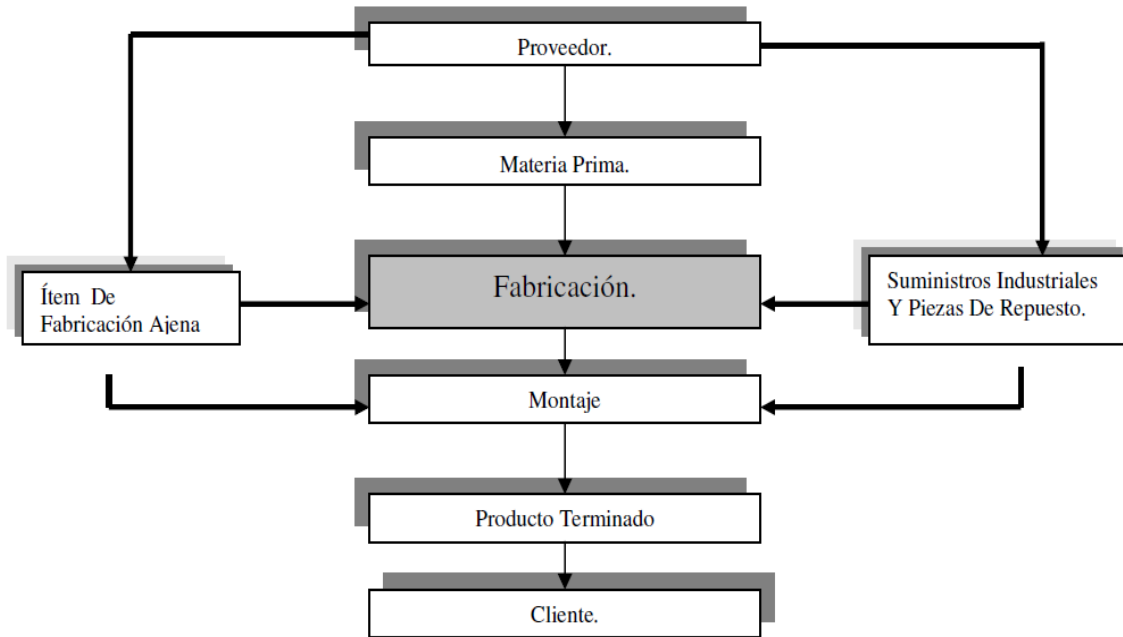 Proveedor.
Materia Prima.
Fabricación.
Ítem De
Fabricación Ajena
Suministros Industriales
Y Piezas De Repuesto.
Montaje
Producto Terminado
Cliente.